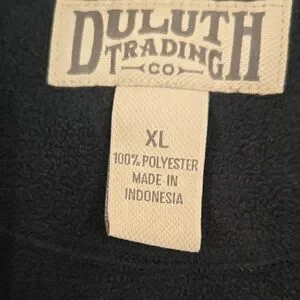 DULUTH
TRADING
CO
XL
100% POLYESTER
MADE IN
INDONESIA